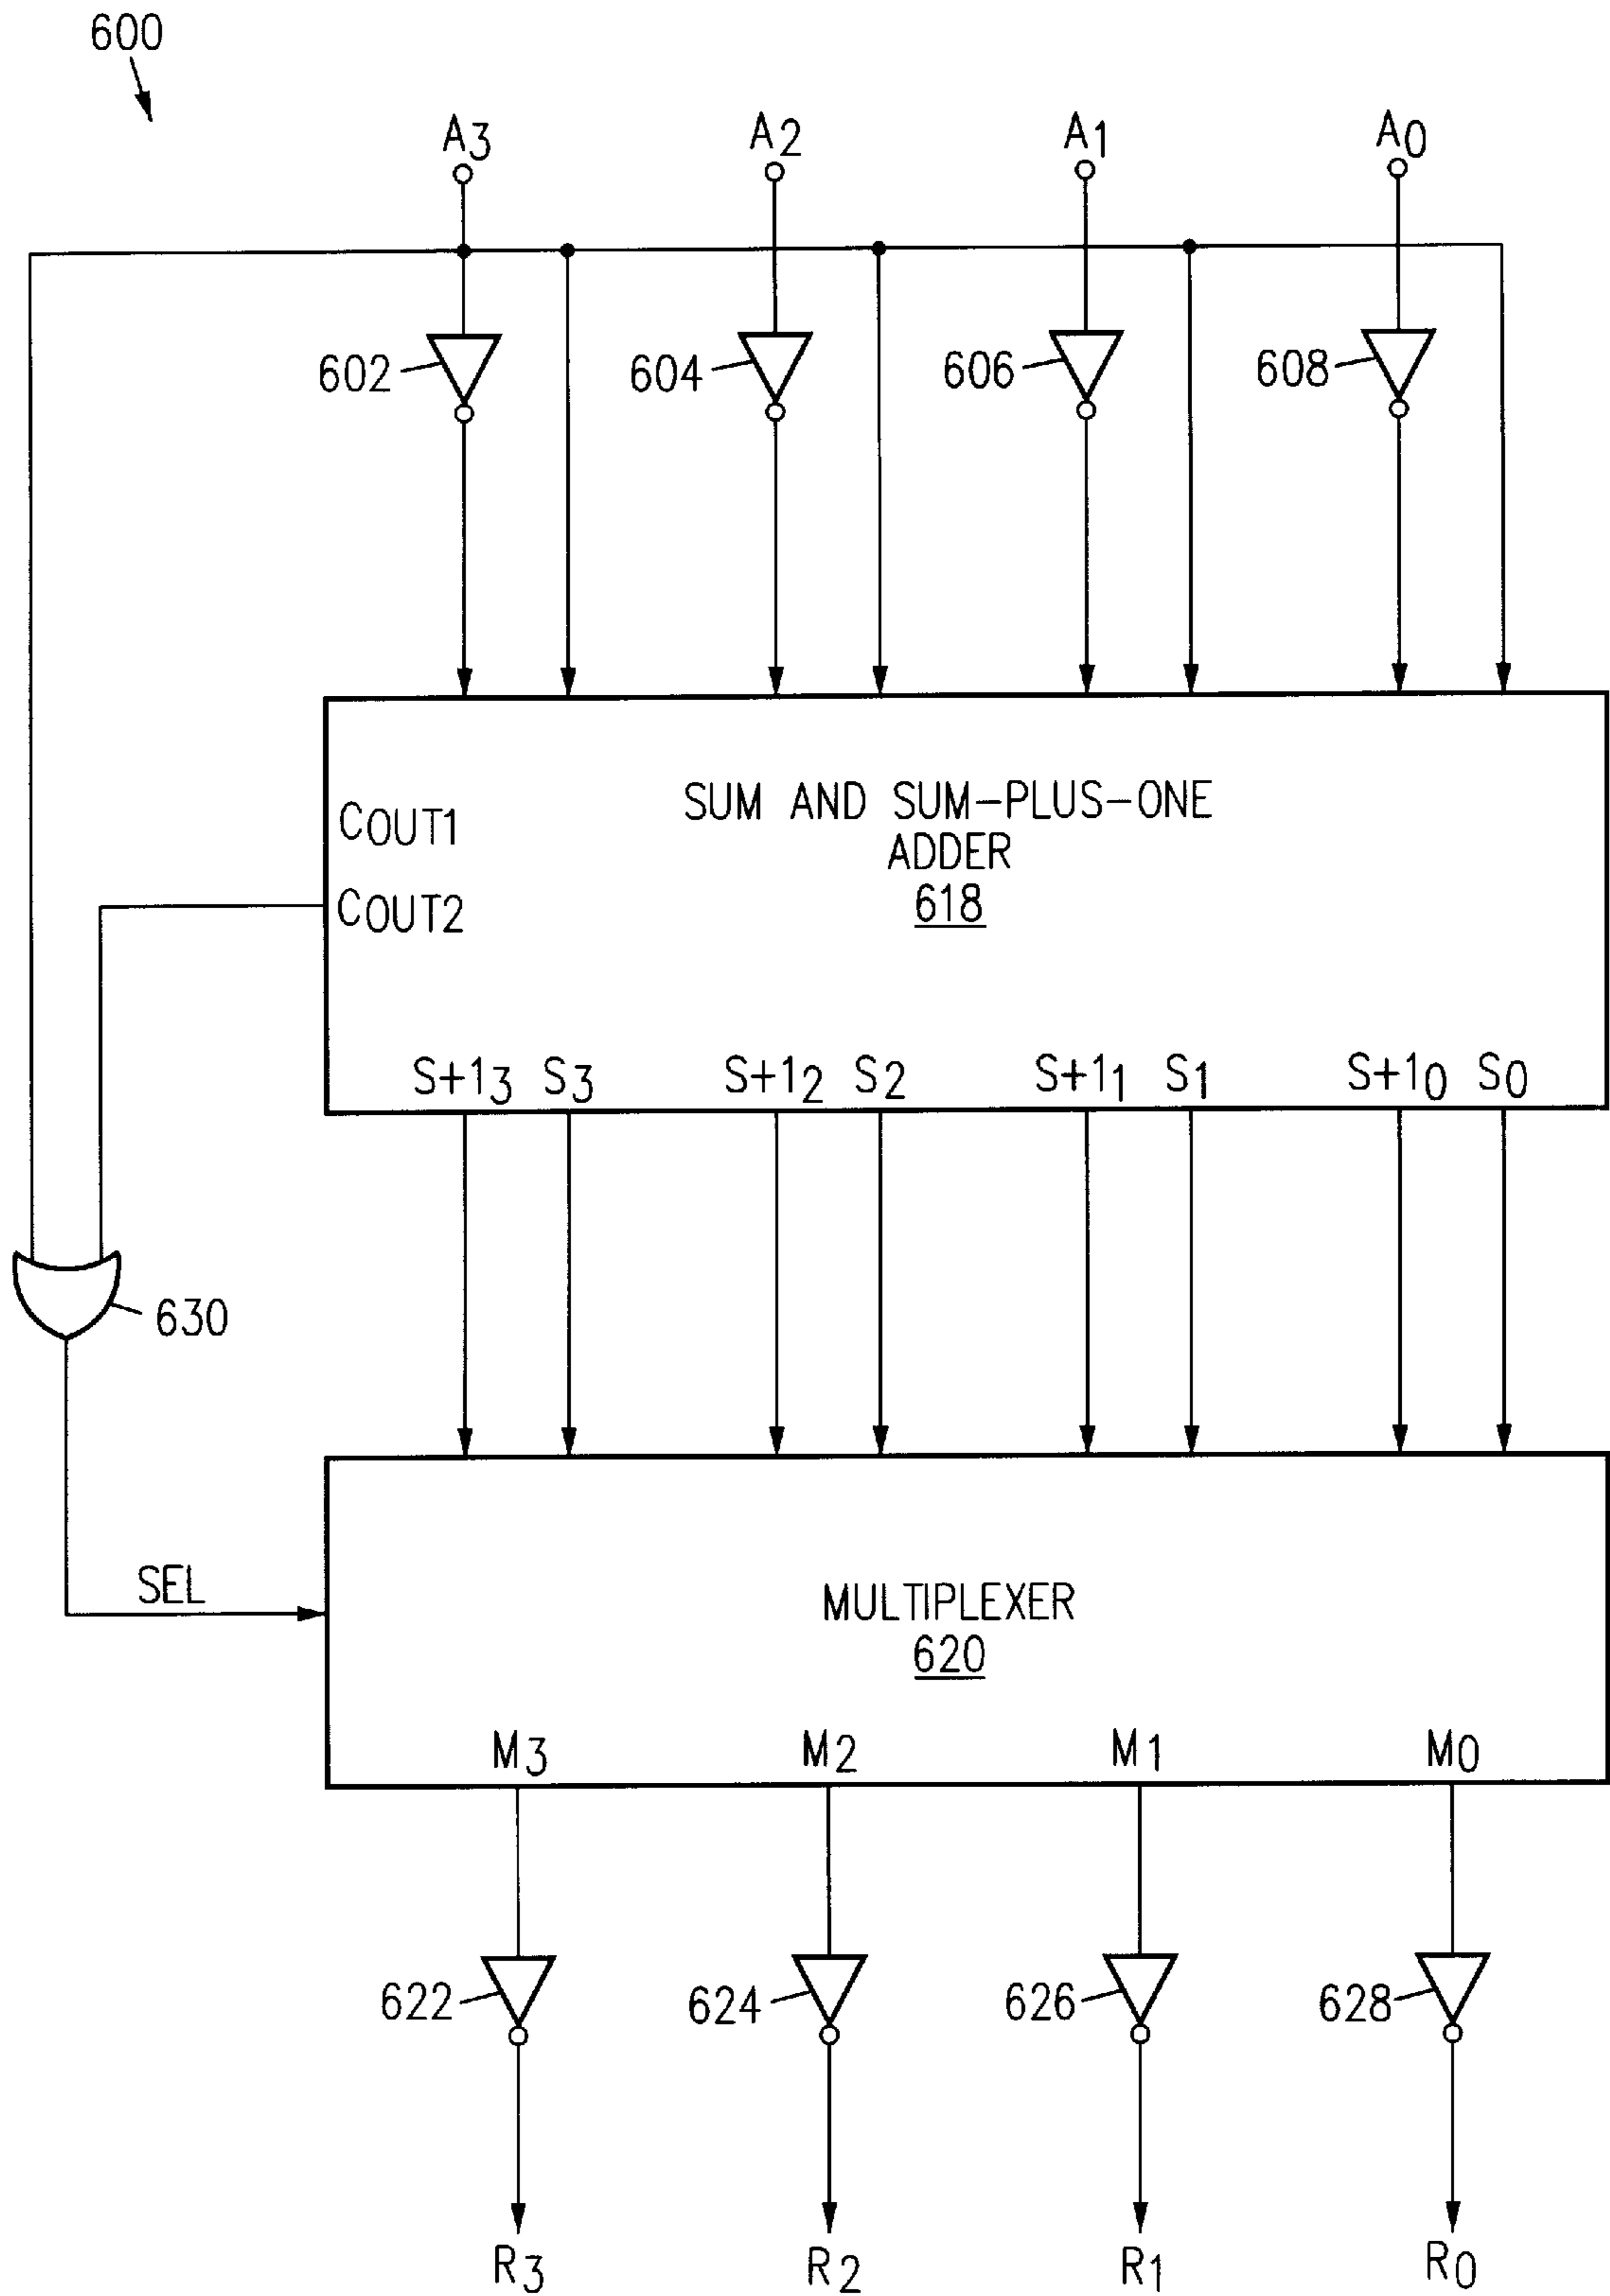 600
A3 A2 A1 A0
602 604 606 608
SUM AND SUM-PLUS-ONE
ADDER
618
COUT1
COUT2
S+13 S3 S+12 S2 S+11 S1 S+10 S0
630
SEL
MULTIPLEXER
620
M3 M2 M1 M0
622 624 626 628
R3 R2 R1 R0